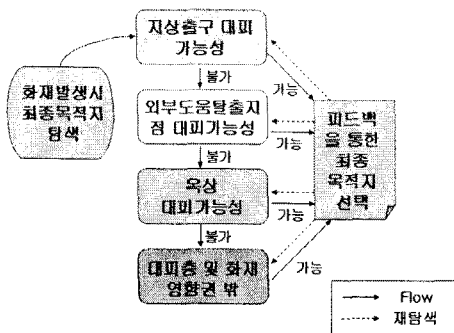 지상출구 대피
가능성
불가
가능
화재발생시
최종목적지
탐색
외부도움탈출지
점 대피가능성
가능
불가
피드백
을 통한
최종
목적지
선택
옥상
대피가능성
가능
불가
대피층 및 화재
영향권 밖
가능
Flow
재탐색